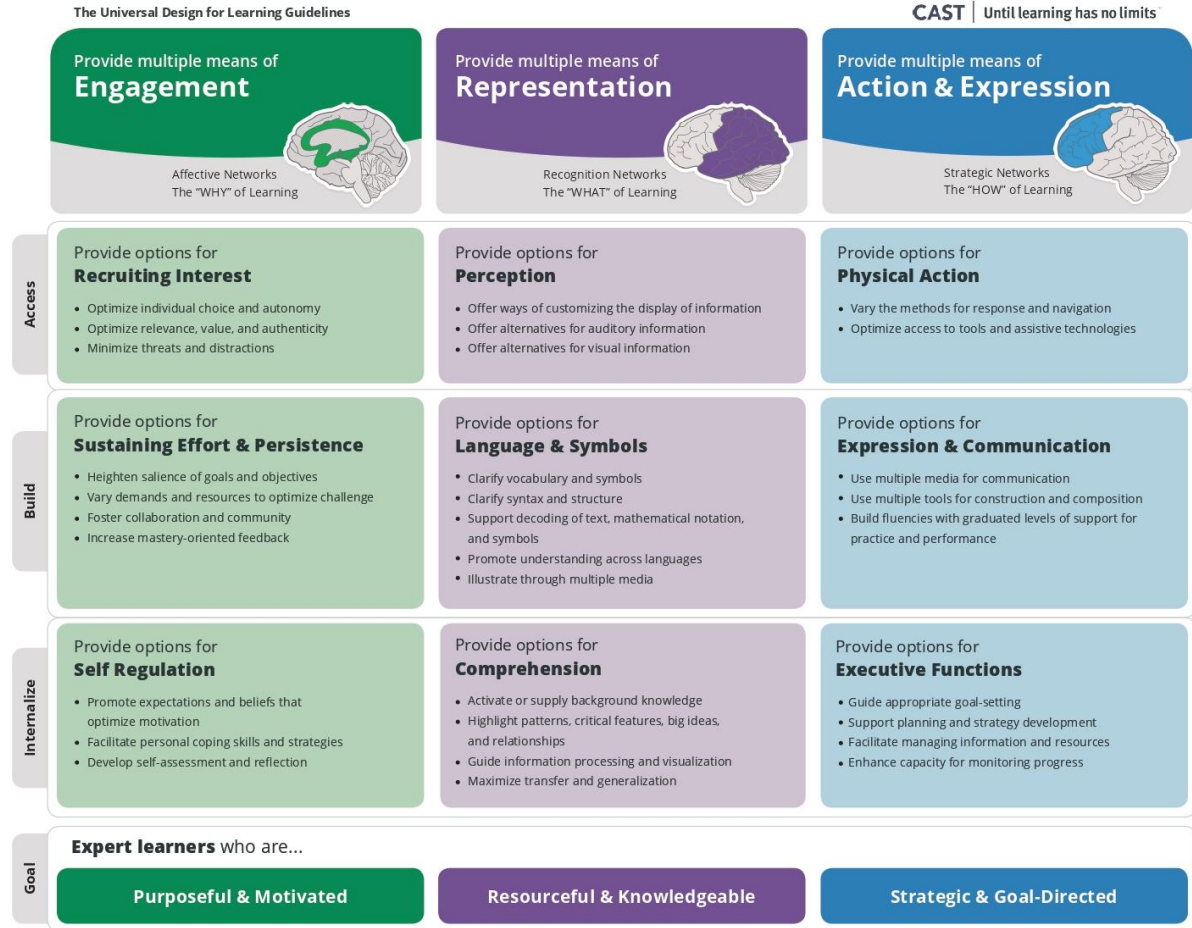 The Universal Design for Learning Guidelines
CAST | Until learning has no limits
Provide multiple means of
Engagement
Affective Networks
The “WHY” of Learning
Provide multiple means of
Representation
Recognition Networks
The “WHAT” of Learning
Provide multiple means of
Action & Expression
Strategic Networks
The “HOW” of Learning
Access
Provide options for
Recruiting Interest
• Optimize individual choice and autonomy
• Optimize relevance, value, and authenticity
• Minimize threats and distractions
Provide options for
Perception
• Offer ways of customizing the display of information
• Offer alternatives for auditory information
• Offer alternatives for visual information
Provide options for
Physical Action
• Vary the methods for response and navigation
• Optimize access to tools and assistive technologies
Build
Provide options for
Sustaining Effort & Persistence
• Heighten salience of goals and objectives
• Vary demands and resources to optimize challenge
• Foster collaboration and community
• Increase mastery-oriented feedback
Provide options for
Language & Symbols
• Clarify vocabulary and symbols
• Clarify syntax and structure
• Support decoding of text, mathematical notation,
and symbols
• Promote understanding across languages
• Illustrate through multiple media
Provide options for
Expression & Communication
• Use multiple media for communication
• Use multiple tools for construction and composition
• Build fluencies with graduated levels of support for
practice and performance
Internalize
Provide options for
Self Regulation
• Promote expectations and beliefs that
optimize motivation
• Facilitate personal coping skills and strategies
• Develop self-assessment and reflection
Provide options for
Comprehension
• Activate or supply background knowledge
• Highlight patterns, critical features, big ideas,
and relationships
• Guide information processing and visualization
• Maximize transfer and generalization
Provide options for
Executive Functions
• Guide appropriate goal-setting
• Support planning and strategy development
• Facilitate managing information and resources
• Enhance capacity for monitoring progress
Goal
Expert learners who are...
Purposeful & Motivated
Resourceful & Knowledgeable
Strategic & Goal-Directed